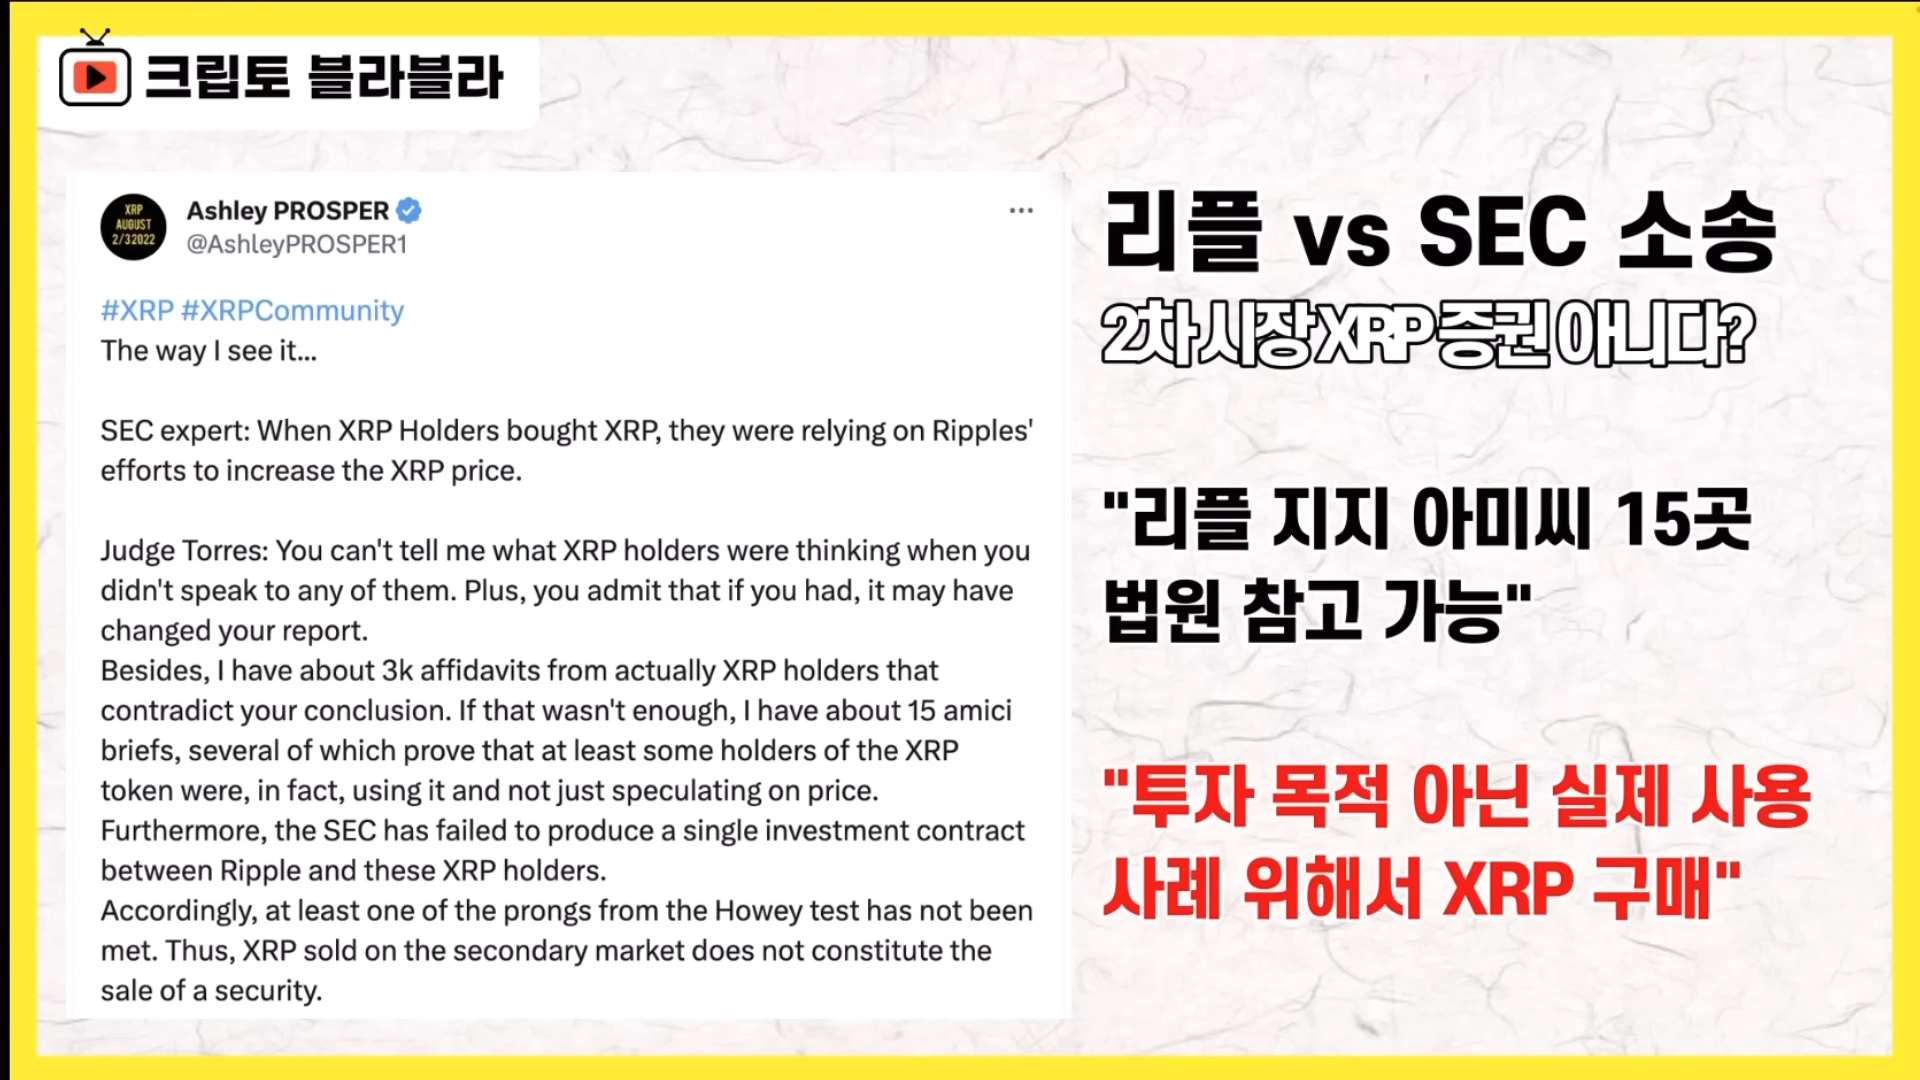 크립토 블라블라
XRP
AUGUST
2/32022
Ashley PROSPER
@AshleyPROSPER1
#XRP #XRPCommunity
The way I see it...
SEC expert: When XRP Holders bought XRP, they were relying on Ripples'
efforts to increase the XRP price.
Judge Torres: You can't tell me what XRP holders were thinking when you
didn't speak to any of them. Plus, you admit that if you had, it may have
changed your report.
Besides, I have about 3k affidavits from actually XRP holders that
contradict your conclusion. If that wasn't enough, I have about 15 amici
briefs, several of which prove that at least some holders of the XRP
token were, in fact, using it and not just speculating on price.
Furthermore, the SEC has failed to produce a single investment contract
between Ripple and these XRP holders.
Accordingly, at least one of the prongs from the Howey test has not been
met. Thus, XRP sold on the secondary market does not constitute the
sale of a security.
리플 vs SEC 소송
2차 시장 XRP 증권 아니다?
"리플 지지 아미씨 15곳
법원 참고 가능"
"투자 목적 아닌 실제 사용
사례 위해서 XRP 구매"